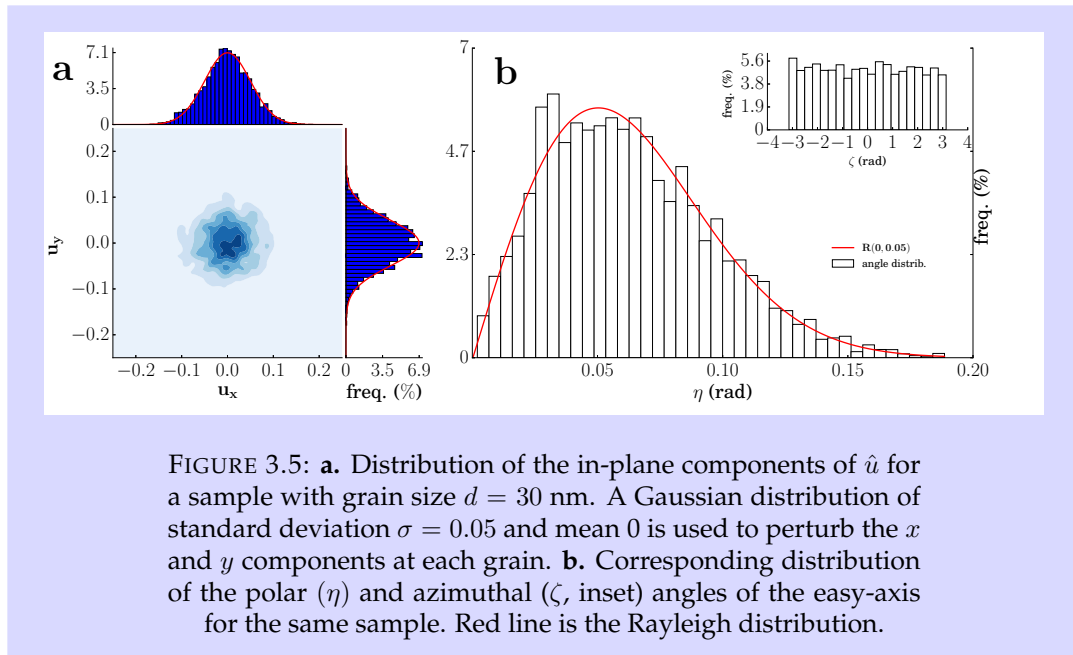 a
7.1
3.5
0
0.2
0.1
0.0
−0.1
−0.2
u_y
−0.2 −0.1 0.0 0.1 0.2
u_x
0 3.5 6.9
freq. (%)
b
7
4.7
2.3
0
0.05 0.10 0.15 0.20
η (rad)
freq. (%)
5.6
3.8
1.9
0
−4 −3 −2 −1 0 1 2 3 4
ζ (rad)
freq. (%)
R(0, 0.05)
angle distrib.
FIGURE 3.5: a. Distribution of the in-plane components of û for
a sample with grain size d = 30 nm. A Gaussian distribution of
standard deviation σ = 0.05 and mean 0 is used to perturb the x
and y components at each grain. b. Corresponding distribution
of the polar (η) and azimuthal (ζ, inset) angles of the easy-axis
for the same sample. Red line is the Rayleigh distribution.